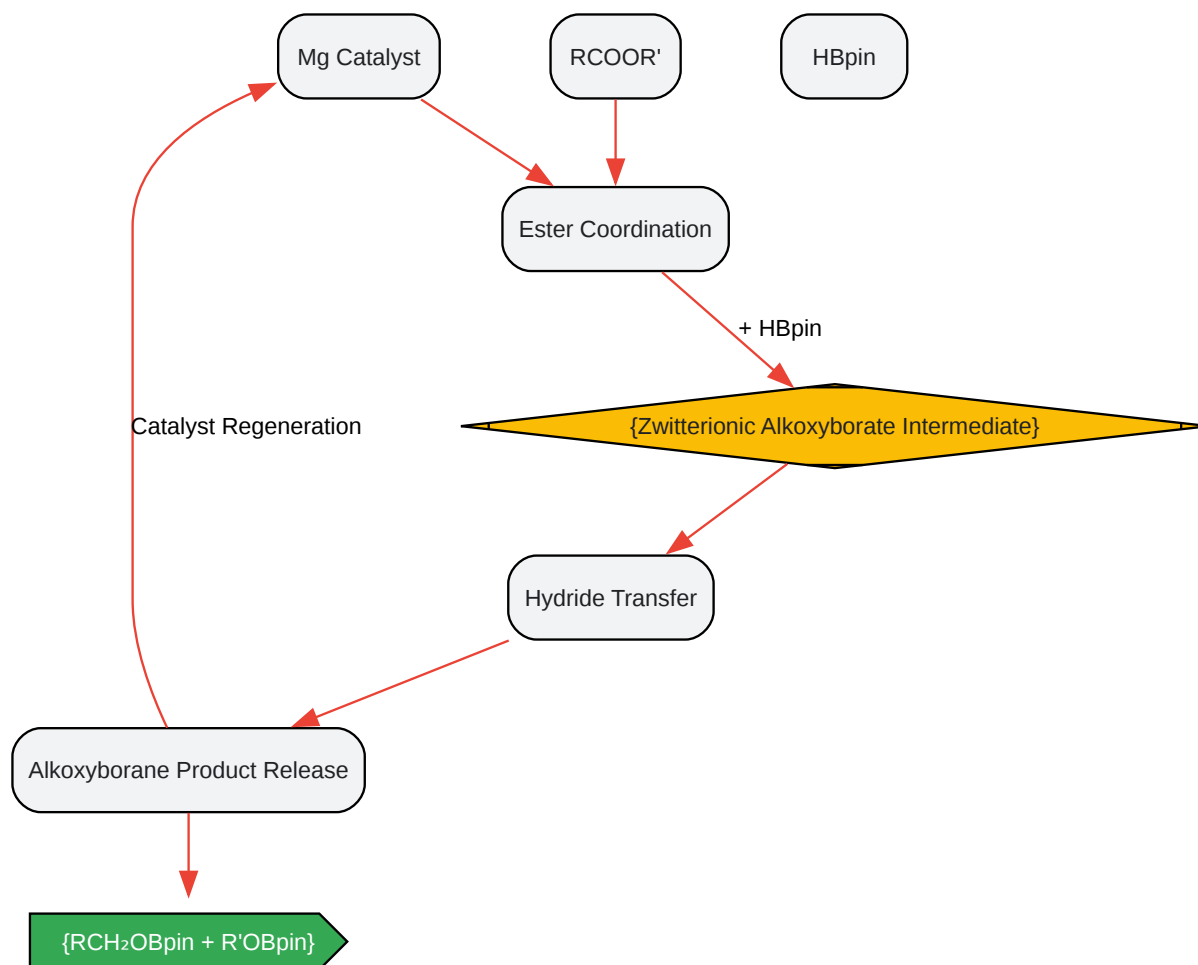 Mg Catalyst
RCOOR'
HBpin
Ester Coordination
+ HBpin
{Zwitterionic Alkoxyborate Intermediate}
Catalyst Regeneration
Hydride Transfer
Alkoxyborane Product Release
{RCH₂OBpin + R'OBpin}